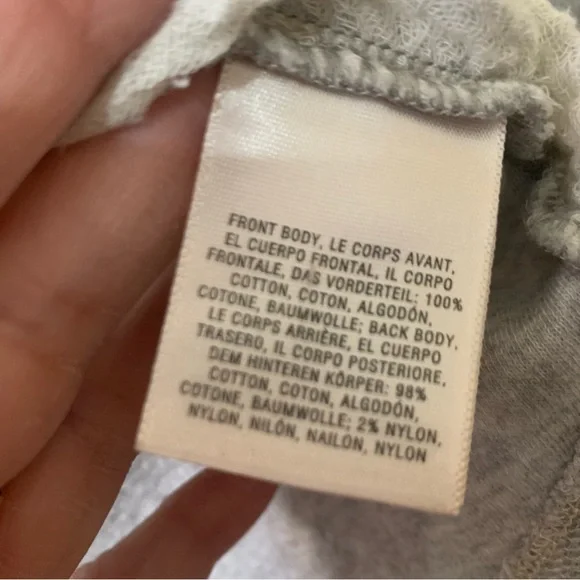 FRONT BODY, LE CORPS AVANT,
EL CUERPO FRONTAL, IL CORPO
FRONTALE, DAS VORDERTEIL: 100%
COTTON, COTON, ALGODÓN,
COTONE, BAUMWOLLE; BACK BODY,
LE CORPS ARRIÈRE, EL CUERPO
TRASERO, IL CORPO POSTERIORE,
DEM HINTEREN KÖRPER: 98%
COTTON, COTON, ALGODÓN,
COTONE, BAUMWOLLE; 2% NYLON,
NYLON, NILÓN, NAILON, NYLON